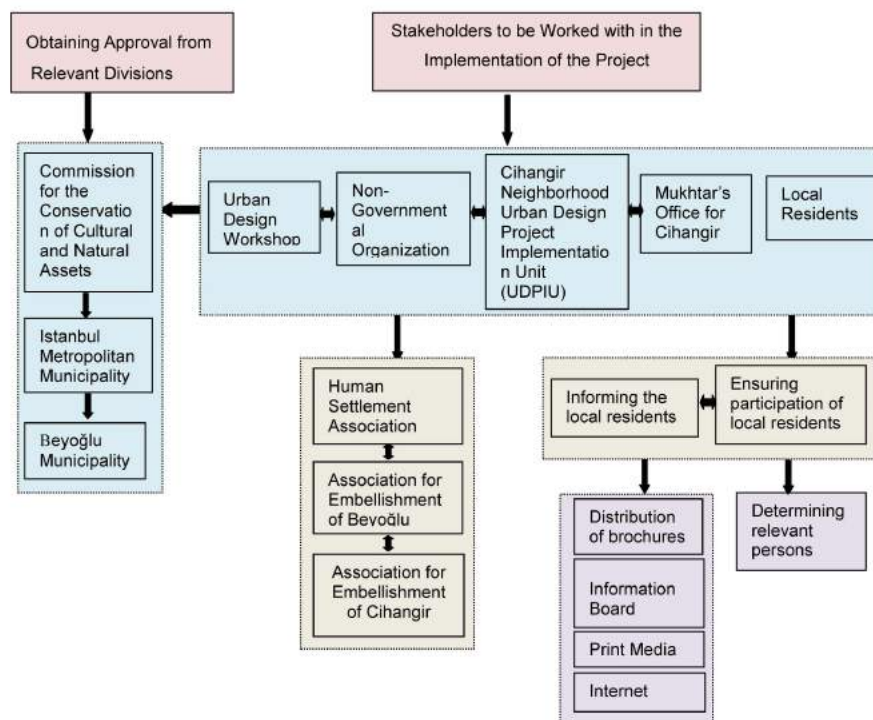 Obtaining Approval from
Relevant Divisions
Stakeholders to be Worked with in the
Implementation of the Project
Commission
for the
Conservatio
n of Cultural
and Natural
Assets
Istanbul
Metropolitan
Municipality
Beyoğlu
Municipality
Urban
Design
Workshop
Non-
Government
al
Organization
Cihangir
Neighborhood
Urban Design
Project
Implementatio
n Unit
(UDPIU)
Mukhtar's
Office for
Cihangir
Local
Residents
Human
Settlement
Association
Association for
Embellishment
of Beyoğlu
Association for
Embellishment
of Cihangir
Informing the
local residents
Ensuring
participation of
local residents
Distribution
of brochures
Information
Board
Print Media
Internet
Determining
relevant
persons